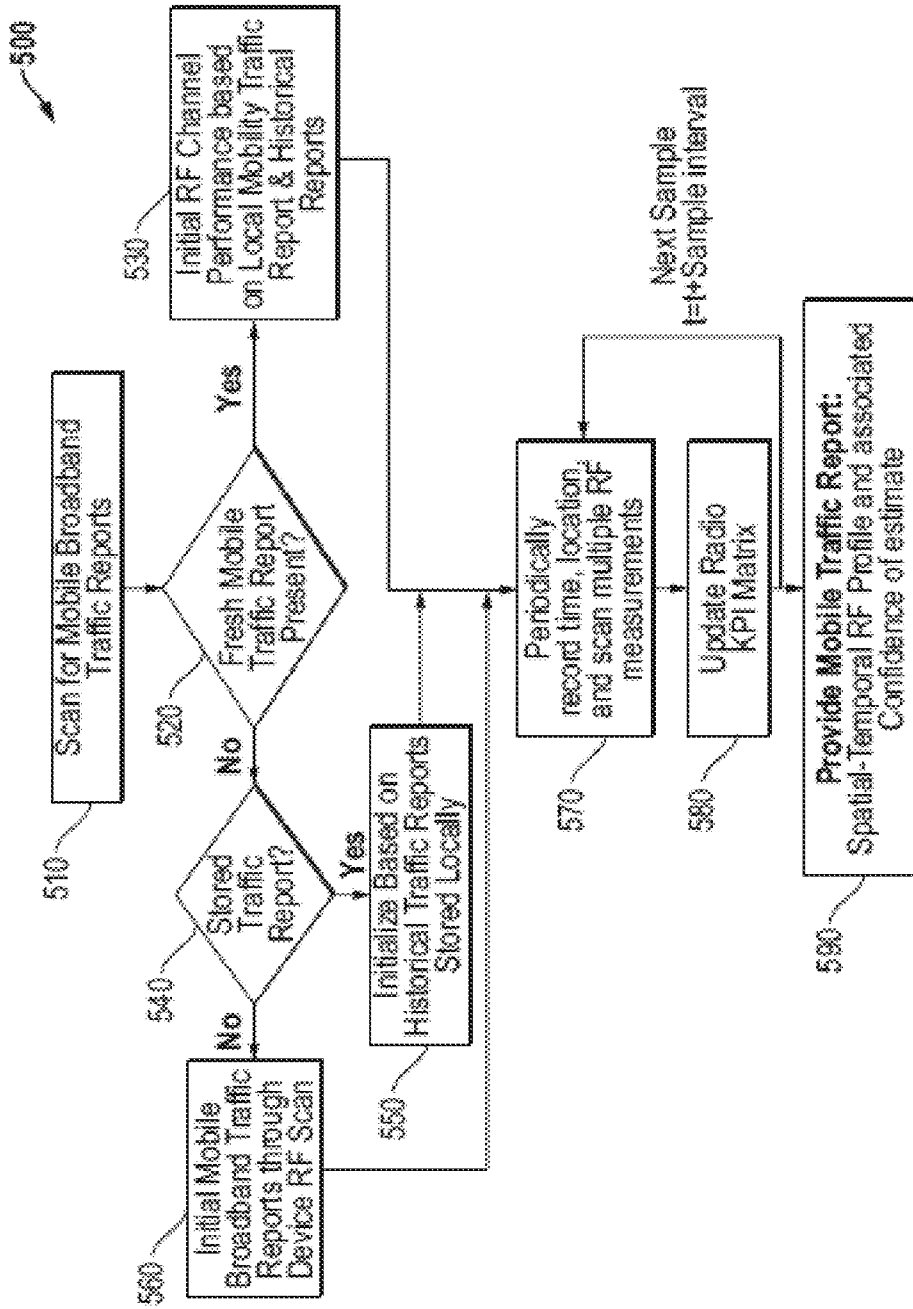 500
Scan for Mobile Broadband
Traffic Reports
510
Fresh Mobile
Traffic Report
Present?
520
Yes
No
Initial RF Channel
Performance based
on Local Mobility Traffic
Report & Historical
Reports
530
Stored
Traffic
Report?
540
Yes
No
Initialize Based on
Historical Traffic Reports
Stored Locally
550
Initial Mobile
Broadband Traffic
Reports through
Device RF Scan
560
Periodically
record time, location,
and scan multiple RF
measurements
570
Next Sample
t=t+Sample interval
Update Radio
KPI Matrix
580
Provide Mobile Traffic Report:
Spatial-Temporal RF Profile and associated
Confidence of estimate
590